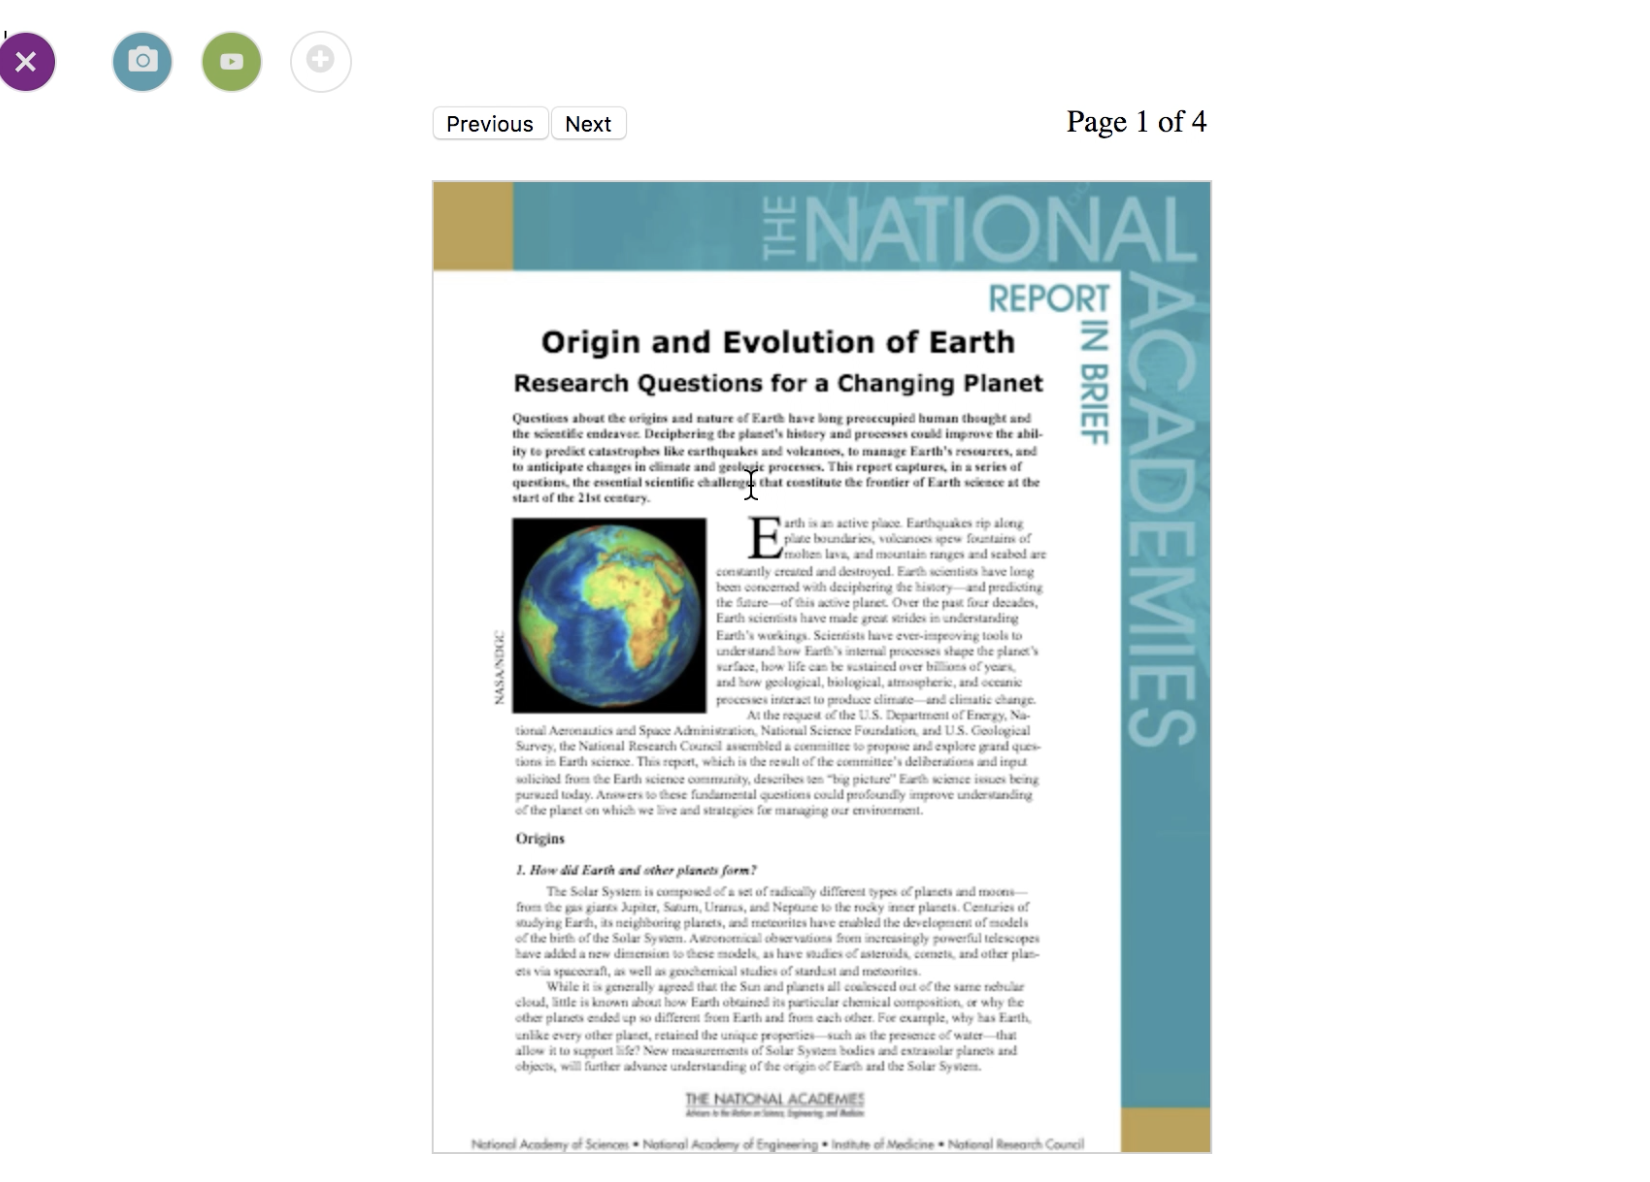 Previous Next Page 1 of 4
THE NATIONAL
ACADEMIES
REPORT
IN BRIEF
Origin and Evolution of Earth
Research Questions for a Changing Planet
Questions about the origins and nature of Earth have long preoccupied human thought and
the scientific endeavor. Deciphering the planet's history and processes could improve the abil-
ity to predict catastrophes like earthquakes and volcanoes, to manage Earth's resources, and
to anticipate changes in climate and geologic processes. This report captures, in a series of
questions, the essential scientific challenges that constitute the frontier of Earth science at the
start of the 21st century.
NASA/NDGC
Earth is an active place. Earthquakes rip along
plate boundaries, volcanoes spew fountains of
molten lava, and mountain ranges and seabed are
constantly created and destroyed. Earth scientists have long
been concerned with deciphering the history—and predicting
the future—of this active planet. Over the past four decades,
Earth scientists have made great strides in understanding
Earth's workings. Scientists have ever-improving tools to
understand how Earth's internal processes shape the planet's
surface, how life can be sustained over billions of years,
and how geological, biological, atmospheric, and oceanic
processes interact to produce climate—and climatic change.
At the request of the U.S. Department of Energy, Na-
tional Aeronautics and Space Administration, National Science Foundation, and U.S. Geological
Survey, the National Research Council assembled a committee to propose and explore grand ques-
tions in Earth science. This report, which is the result of the committee's deliberations and input
solicited from the Earth science community, describes ten "big picture" Earth science issues being
pursued today. Answers to these fundamental questions could profoundly improve understanding
of the planet on which we live and strategies for managing our environment.
Origins
1. How did Earth and other planets form?
The Solar System is composed of a set of radically different types of planets and moons—
from the gas giants Jupiter, Saturn, Uranus, and Neptune to the rocky inner planets. Centuries of
studying Earth, its neighboring planets, and meteorites have enabled the development of models
of the birth of the Solar System. Astronomical observations from increasingly powerful telescopes
have added a new dimension to these models, as have studies of asteroids, comets, and other plan-
ets via spacecraft, as well as geochemical studies of stardust and meteorites.
While it is generally agreed that the Sun and planets all coalesced out of the same nebular
cloud, little is known about how Earth obtained its particular chemical composition, or why the
other planets ended up so different from Earth and from each other. For example, why has Earth,
unlike every other planet, retained the unique properties—such as the presence of water—that
allow it to support life? New measurements of Solar System bodies and extrasolar planets and
objects, will further advance understanding of the origin of Earth and the Solar System.
THE NATIONAL ACADEMIES
Advisers to the Nation on Science, Engineering, and Medicine
National Academy of Sciences • National Academy of Engineering • Institute of Medicine • National Research Council